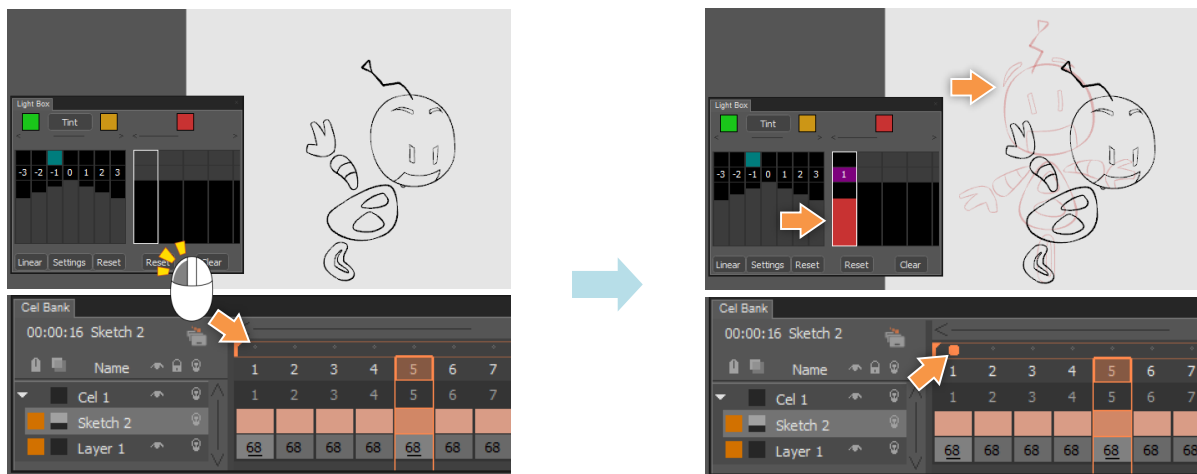 Light Box
Tint
-3 -2 -1 0 1 2 3
Linear Settings Reset Reset Clear
Cel Bank
00:00:16 Sketch 2
Name 1 2 3 4 5 6 7
Cel 1 1 2 3 4 5 6 7
Sketch 2
Layer 1 68 68 68 68 68 68 68
Light Box
Tint
-3 -2 -1 0 1 2 3 1
Linear Settings Reset Reset Clear
Cel Bank
00:00:16 Sketch 2
Name 1 2 3 4 5 6 7
Cel 1 1 2 3 4 5 6 7
Sketch 2
Layer 1 68 68 68 68 68 68 68